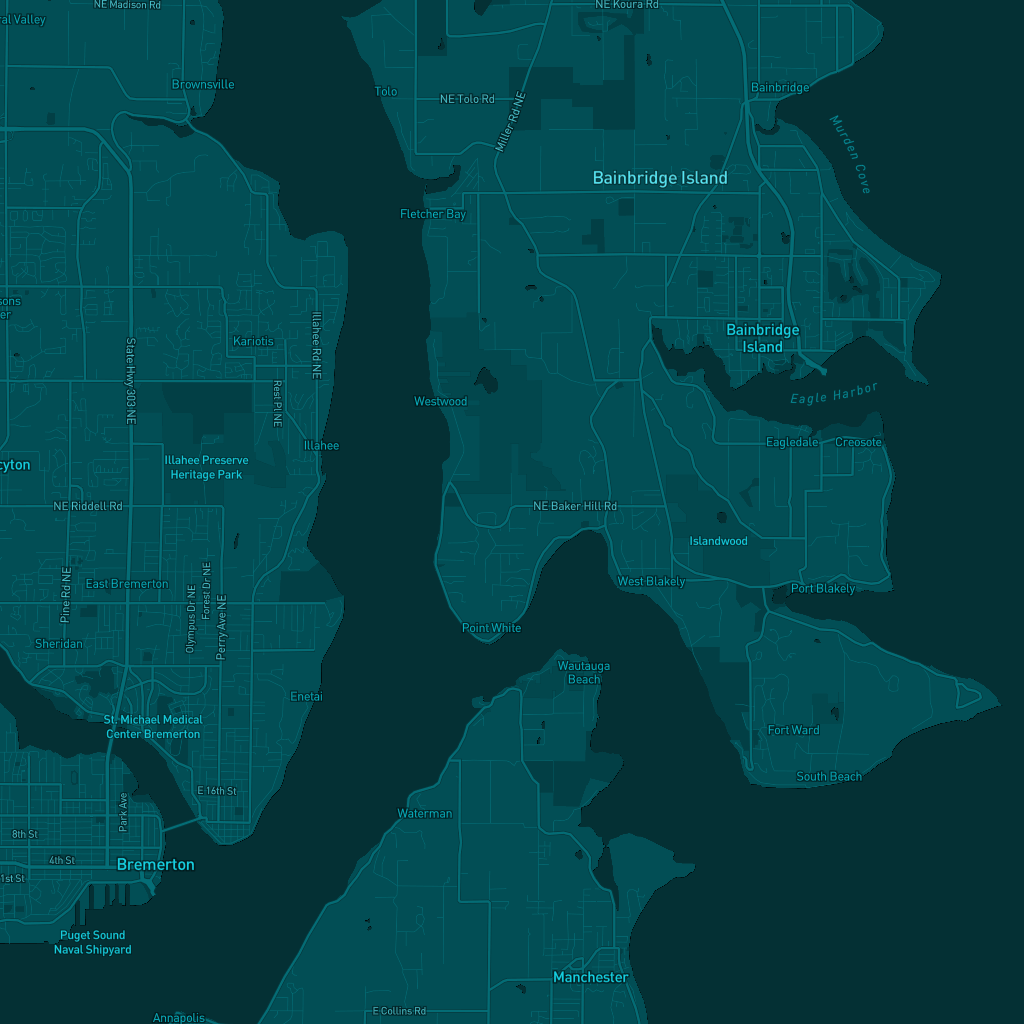 NE Madison Rd
NE Koura Rd
ral Valley
Brownsville
Tolo
NE Tolo Rd
Miller Rd NE
Bainbridge
Murden Cove
Bainbridge Island
Fletcher Bay
sons
er
Kariotis
Illahee Rd NE
State Hwy 303 NE
Rest Pl NE
Bainbridge
Island
Eagle Harbor
Westwood
Illahee
Eagledale
Creosote
cyton
Illahee Preserve
Heritage Park
NE Riddell Rd
NE Baker Hill Rd
Islandwood
East Bremerton
Pine Rd NE
Olympus Dr NE
Forest Dr NE
Perry Ave NE
West Blakely
Port Blakely
Point White
Sheridan
Wautauga
Beach
Enetai
St. Michael Medical
Center Bremerton
Fort Ward
South Beach
E 16th St
Park Ave
Waterman
8th St
4th St
1st St
Bremerton
Puget Sound
Naval Shipyard
Manchester
E Collins Rd
Annapolis